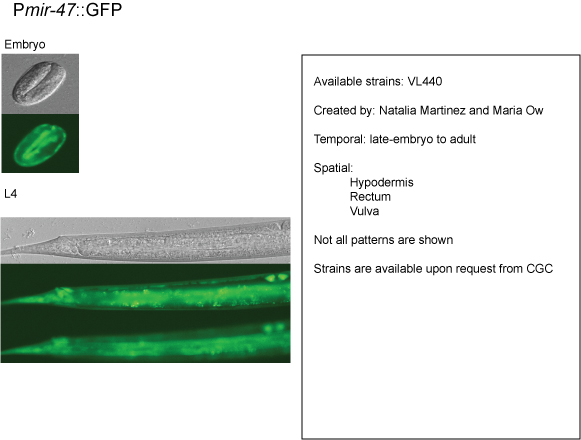 Pmir-47::GFP
Embryo
L4
Available strains: VL440
Created by: Natalia Martinez and Maria Ow
Temporal: late-embryo to adult
Spatial:
Hypodermis
Rectum
Vulva
Not all patterns are shown
Strains are available upon request from CGC